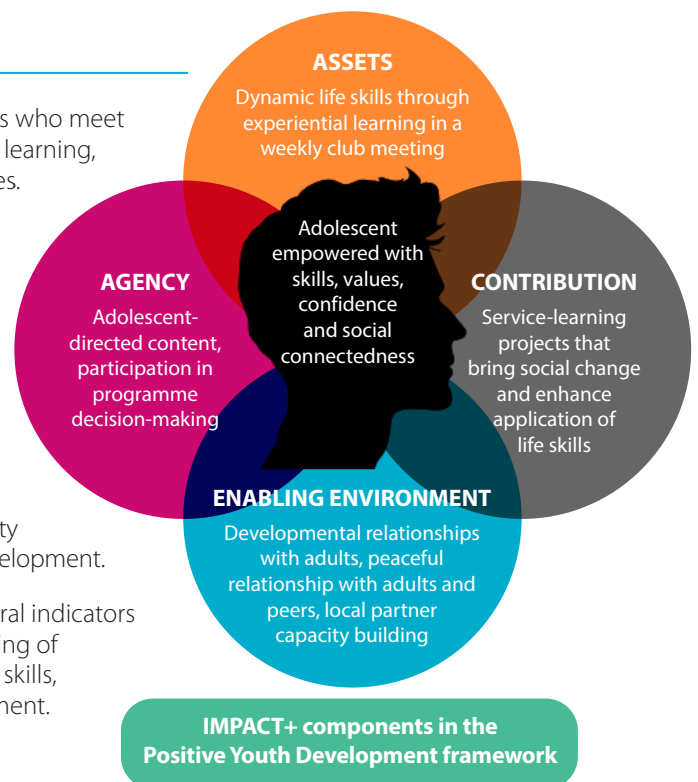 s who meet
learning,
es.
ty
velopment.
ral indicators
ing of
skills,
ment.
ASSETS
Dynamic life skills through
experiential learning in a
weekly club meeting
Adolescent
empowered with
skills, values,
confidence
and social
connectedness
AGENCY
Adolescent-
directed content,
participation in
programme
decision-making
CONTRIBUTION
Service-learning
projects that
bring social change
and enhance
application of
life skills
ENABLING ENVIRONMENT
Developmental relationships
with adults, peaceful
relationship with adults and
peers, local partner
capacity building
IMPACT+ components in the
Positive Youth Development framework